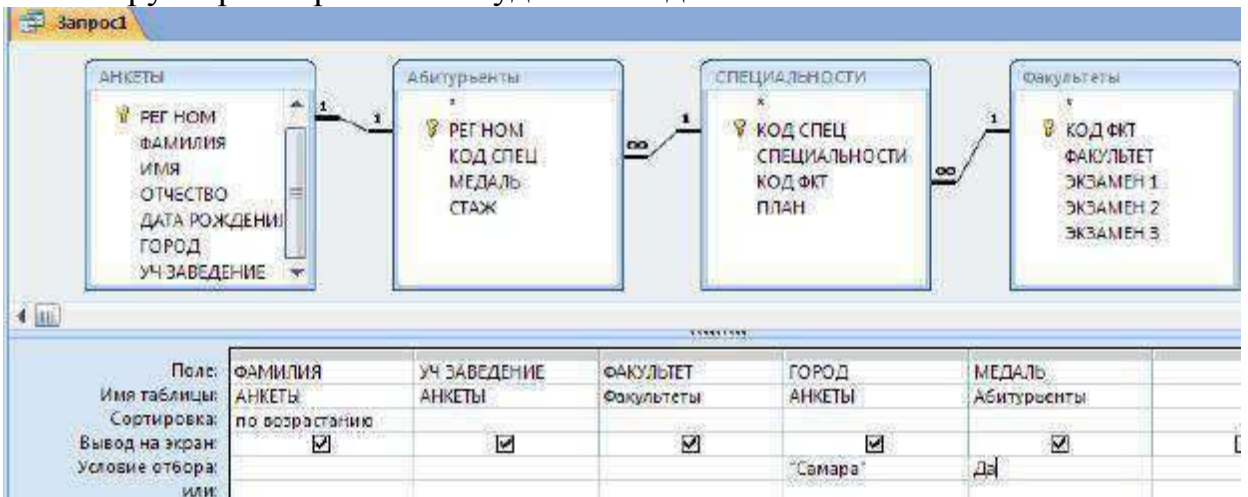 Запрос1
АНКЕТЫ
РЕГ НОМ
ФАМИЛИЯ
ИМЯ
ОТЧЕСТВО
ДАТА РОЖДЕНИ
ГОРОД
УЧ ЗАВЕДЕНИЕ
1 1
Абитурьенты
*
РЕГ НОМ
КОД СПЕЦ
МЕДАЛЬ
СТАЖ
∞ 1
СПЕЦИАЛЬНОСТИ
*
КОД СПЕЦ
СПЕЦИАЛЬНОСТИ
КОД ФКТ
ПЛАН
∞ 1
Факультеты
*
КОД ФКТ
ФАКУЛЬТЕТ
ЭКЗАМЕН 1
ЭКЗАМЕН 2
ЭКЗАМЕН 3
Поле: ФАМИЛИЯ УЧ ЗАВЕДЕНИЕ ФАКУЛЬТЕТ ГОРОД МЕДАЛЬ
Имя таблицы: АНКЕТЫ АНКЕТЫ Факультеты АНКЕТЫ Абитурьенты
Сортировка: по возрастанию
Вывод на экран:
Условие отбора: "Самара" Да
или: